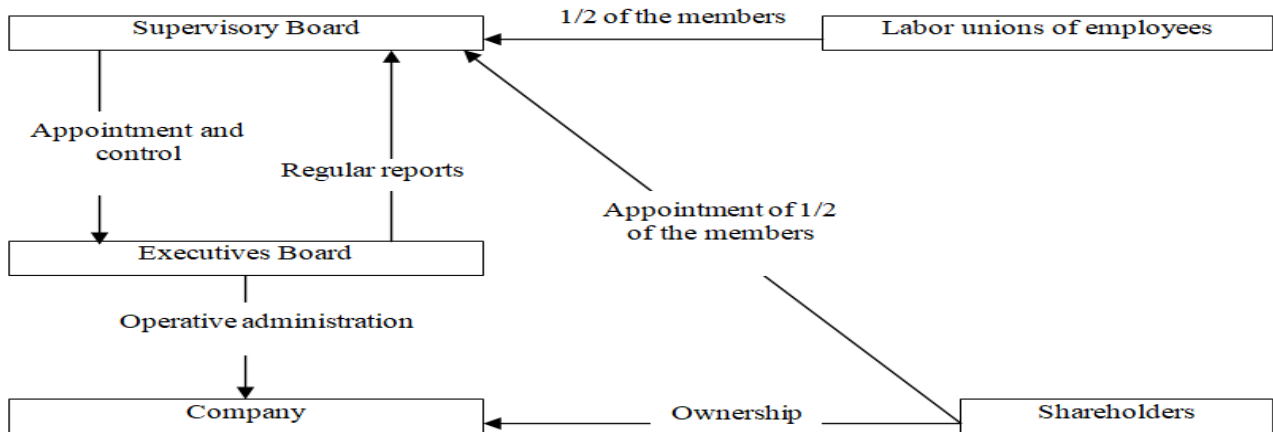 1/2 of the members
Supervisory Board
Labor unions of employees
Appointment and
control
Regular reports
Appointment of 1/2
of the members
Executives Board
Operative administration
Company
Ownership
Shareholders